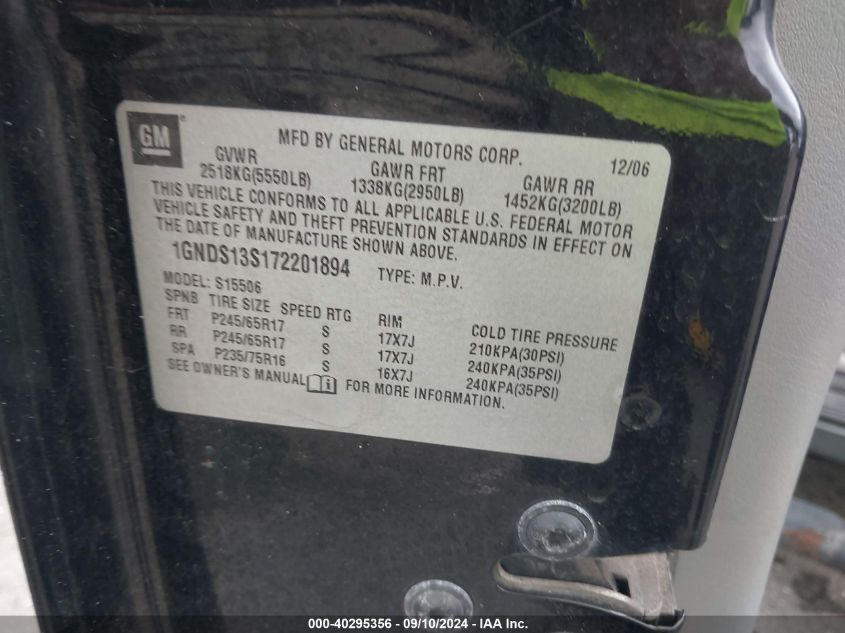 GM®
MFD BY GENERAL MOTORS CORP. 12/06
GVWR GAWR FRT GAWR RR
2518KG(5550LB) 1338KG(2950LB) 1452KG(3200LB)
THIS VEHICLE CONFORMS TO ALL APPLICABLE U.S. FEDERAL MOTOR
VEHICLE SAFETY AND THEFT PREVENTION STANDARDS IN EFFECT ON
THE DATE OF MANUFACTURE SHOWN ABOVE.
1GNDS13S172201894 TYPE: M.P.V.
MODEL: S15506
SPNB TIRE SIZE SPEED RTG RIM COLD TIRE PRESSURE
FRT P245/65R17 S 17X7J 210KPA(30PSI)
RR P245/65R17 S 17X7J 240KPA(35PSI)
SPA P235/75R16 S 16X7J 240KPA(35PSI)
SEE OWNER'S MANUAL i FOR MORE INFORMATION.
000-40295356 - 09/10/2024 - IAA Inc.